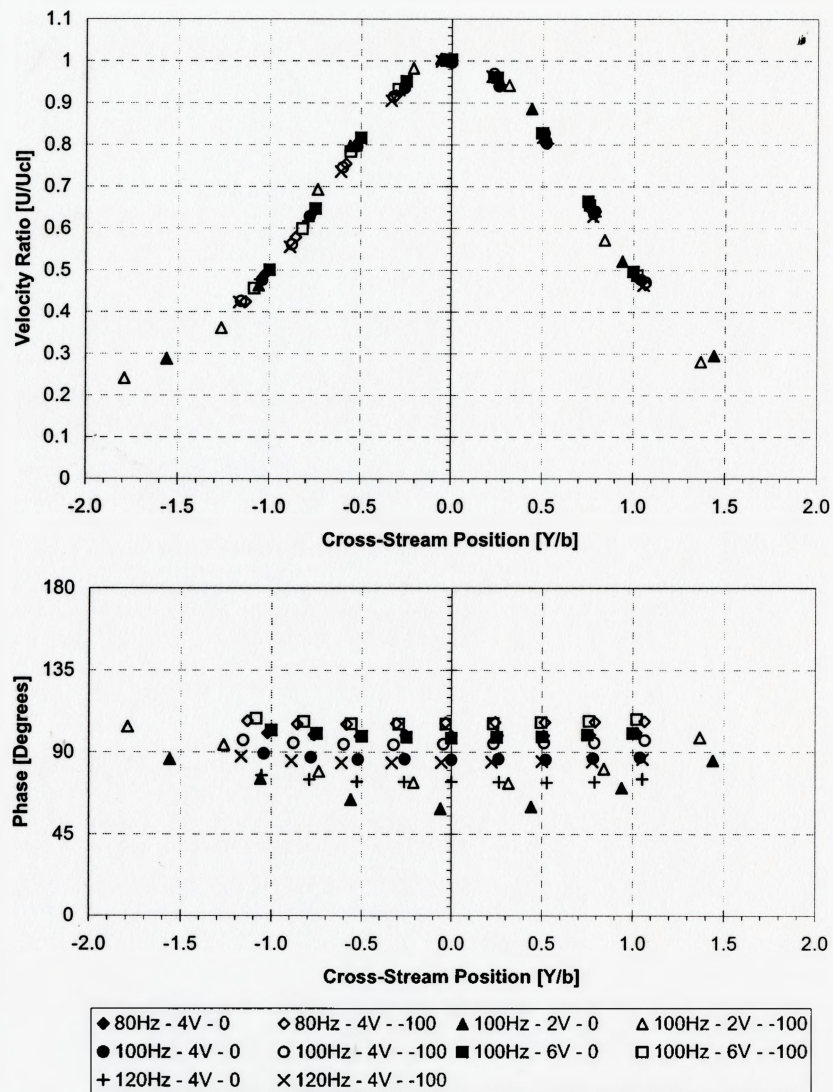 1.1
1
0.9
0.8
0.7
0.6
0.5
0.4
0.3
0.2
0.1
0
Velocity Ratio [U/Ucl]
-2.0 -1.5 -1.0 -0.5 0.0 0.5 1.0 1.5 2.0
Cross-Stream Position [Y/b]
180
135
90
45
0
Phase [Degrees]
-2.0 -1.5 -1.0 -0.5 0.0 0.5 1.0 1.5 2.0
Cross-Stream Position [Y/b]
80Hz - 4V - 0 80Hz - 4V - -100 100Hz - 2V - 0 100Hz - 2V - -100
100Hz - 4V - 0 100Hz - 4V - -100 100Hz - 6V - 0 100Hz - 6V - -100
120Hz - 4V - 0 120Hz - 4V - -100